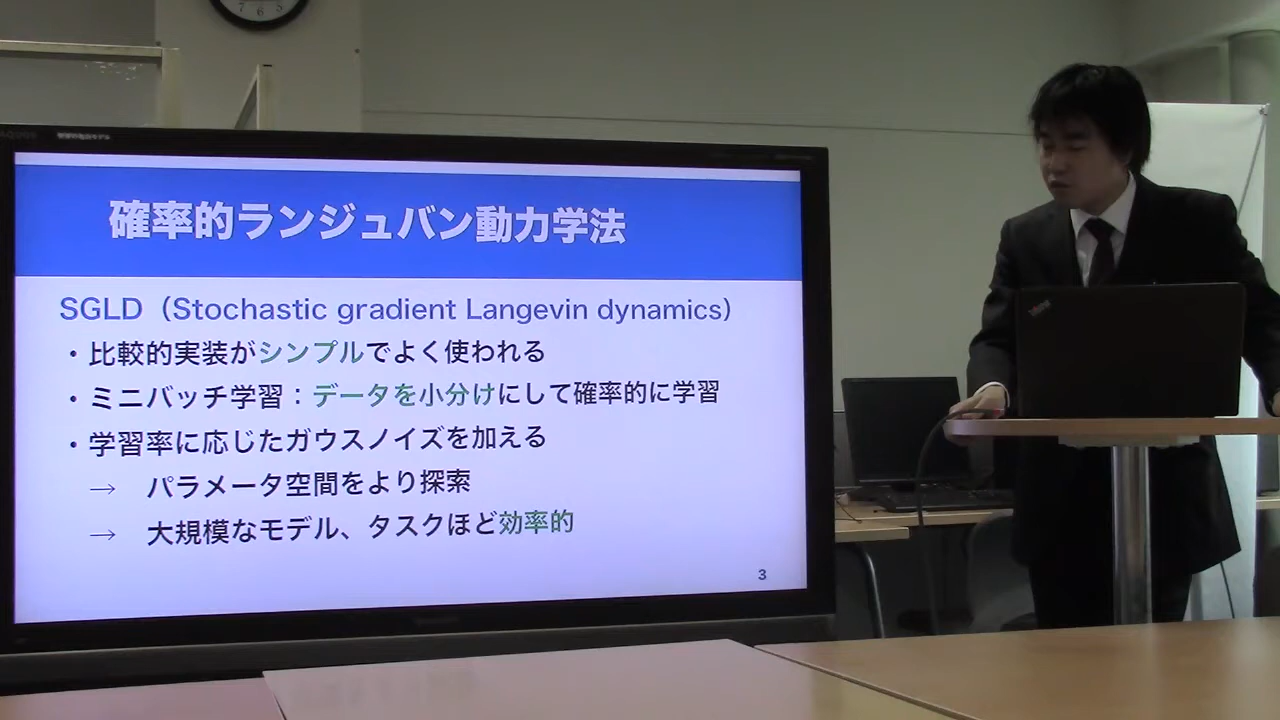 確率的ランジュバン動力学法
SGLD（Stochastic gradient Langevin dynamics）
・比較的実装がシンプルでよく使われる
・ミニバッチ学習：データを小分けにして確率的に学習
・学習率に応じたガウスノイズを加える
→ パラメータ空間をより探索
→ 大規模なモデル、タスクほど効率的
3
7 6 5
AQUOS
ThinkPad